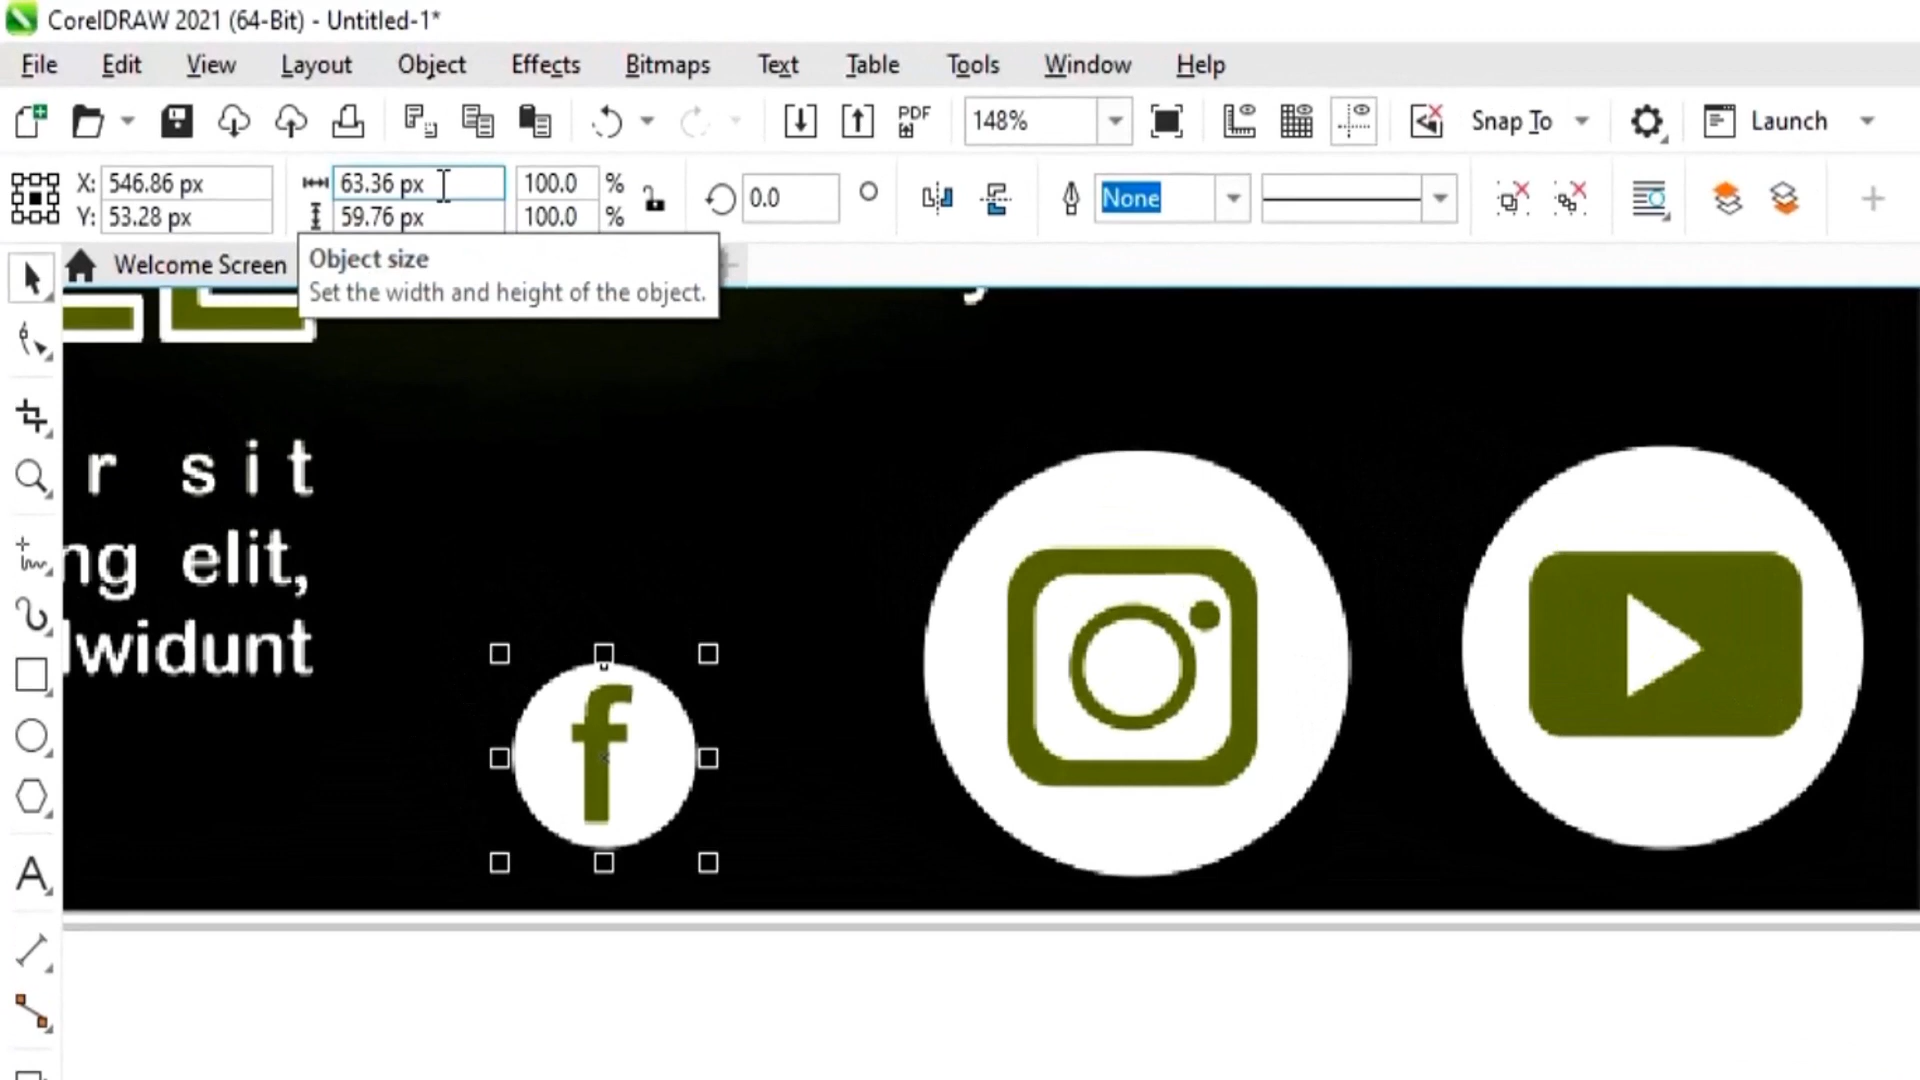 CorelDRAW 2021 (64-Bit) - Untitled-1*
File Edit View Layout Object Effects Bitmaps Text Table Tools Window Help
PDF 148% Snap To Launch
X: 546.86 px 63.36 px 100.0 % 0.0 None
Y: 53.28 px 59.76 px 100.0 %
Welcome Screen
Object size
Set the width and height of the object.
r sit
ng elit,
lwidunt
f